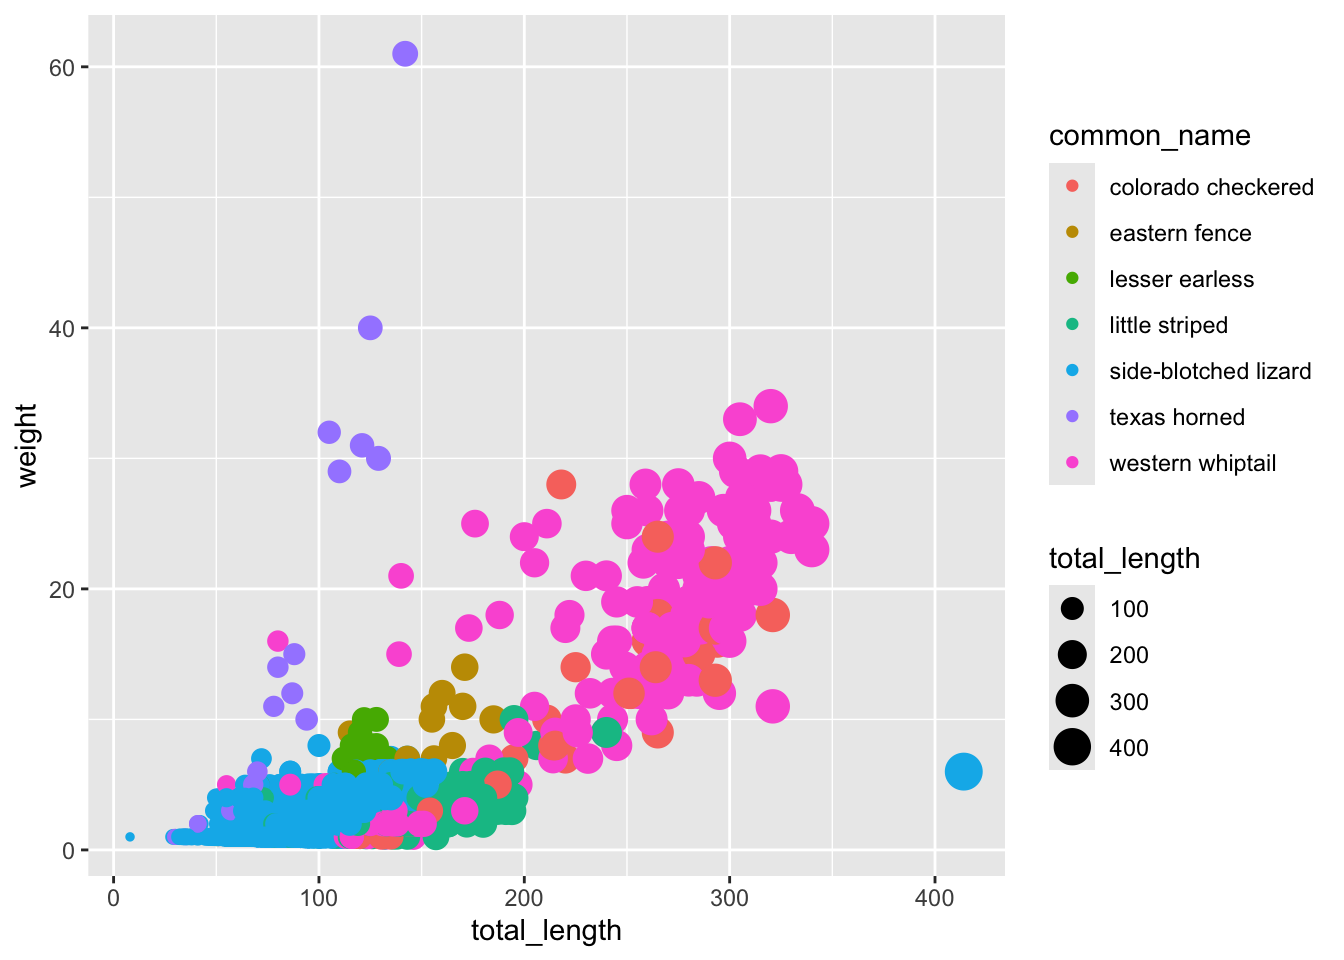 60
40
20
0
weight
0 100 200 300 400
total_length
common_name
colorado checkered
eastern fence
lesser earless
little striped
side-blotched lizard
texas horned
western whiptail
total_length
100
200
300
400